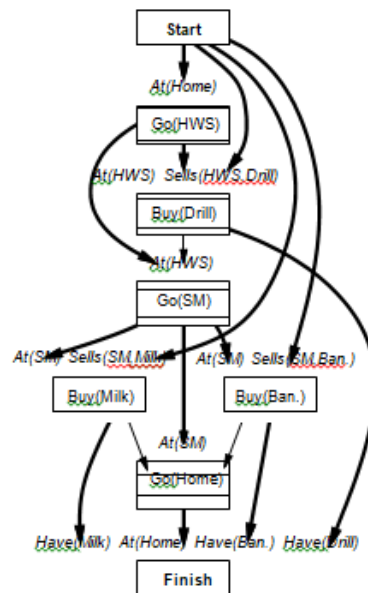 Start
At(Home)
Go(HWS)
At(HWS) Sells(HWS,Drill)
Buy(Drill)
At(HWS)
Go(SM)
At(SM) Sells(SM,Milk) At(SM) Sells(SM,Ban.)
Buy(Milk) Buy(Ban.)
At(SM)
Go(Home)
Have(Milk) At(Home) Have(Ban.) Have(Drill)
Finish